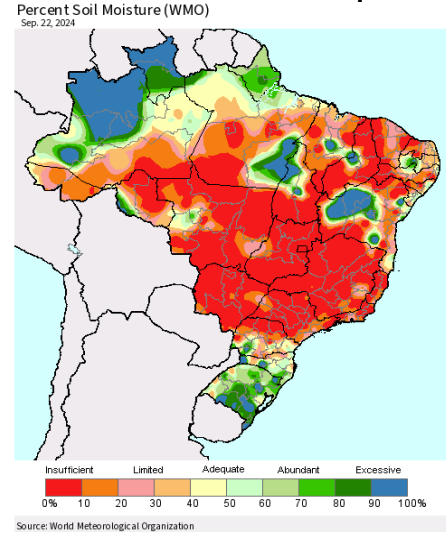 Percent Soil Moisture (WMO)
Sep. 22, 2024
Insufficient Limited Adequate Abundant Excessive
0% 10 20 30 40 50 60 70 80 90 100%
Source: World Meteorological Organization